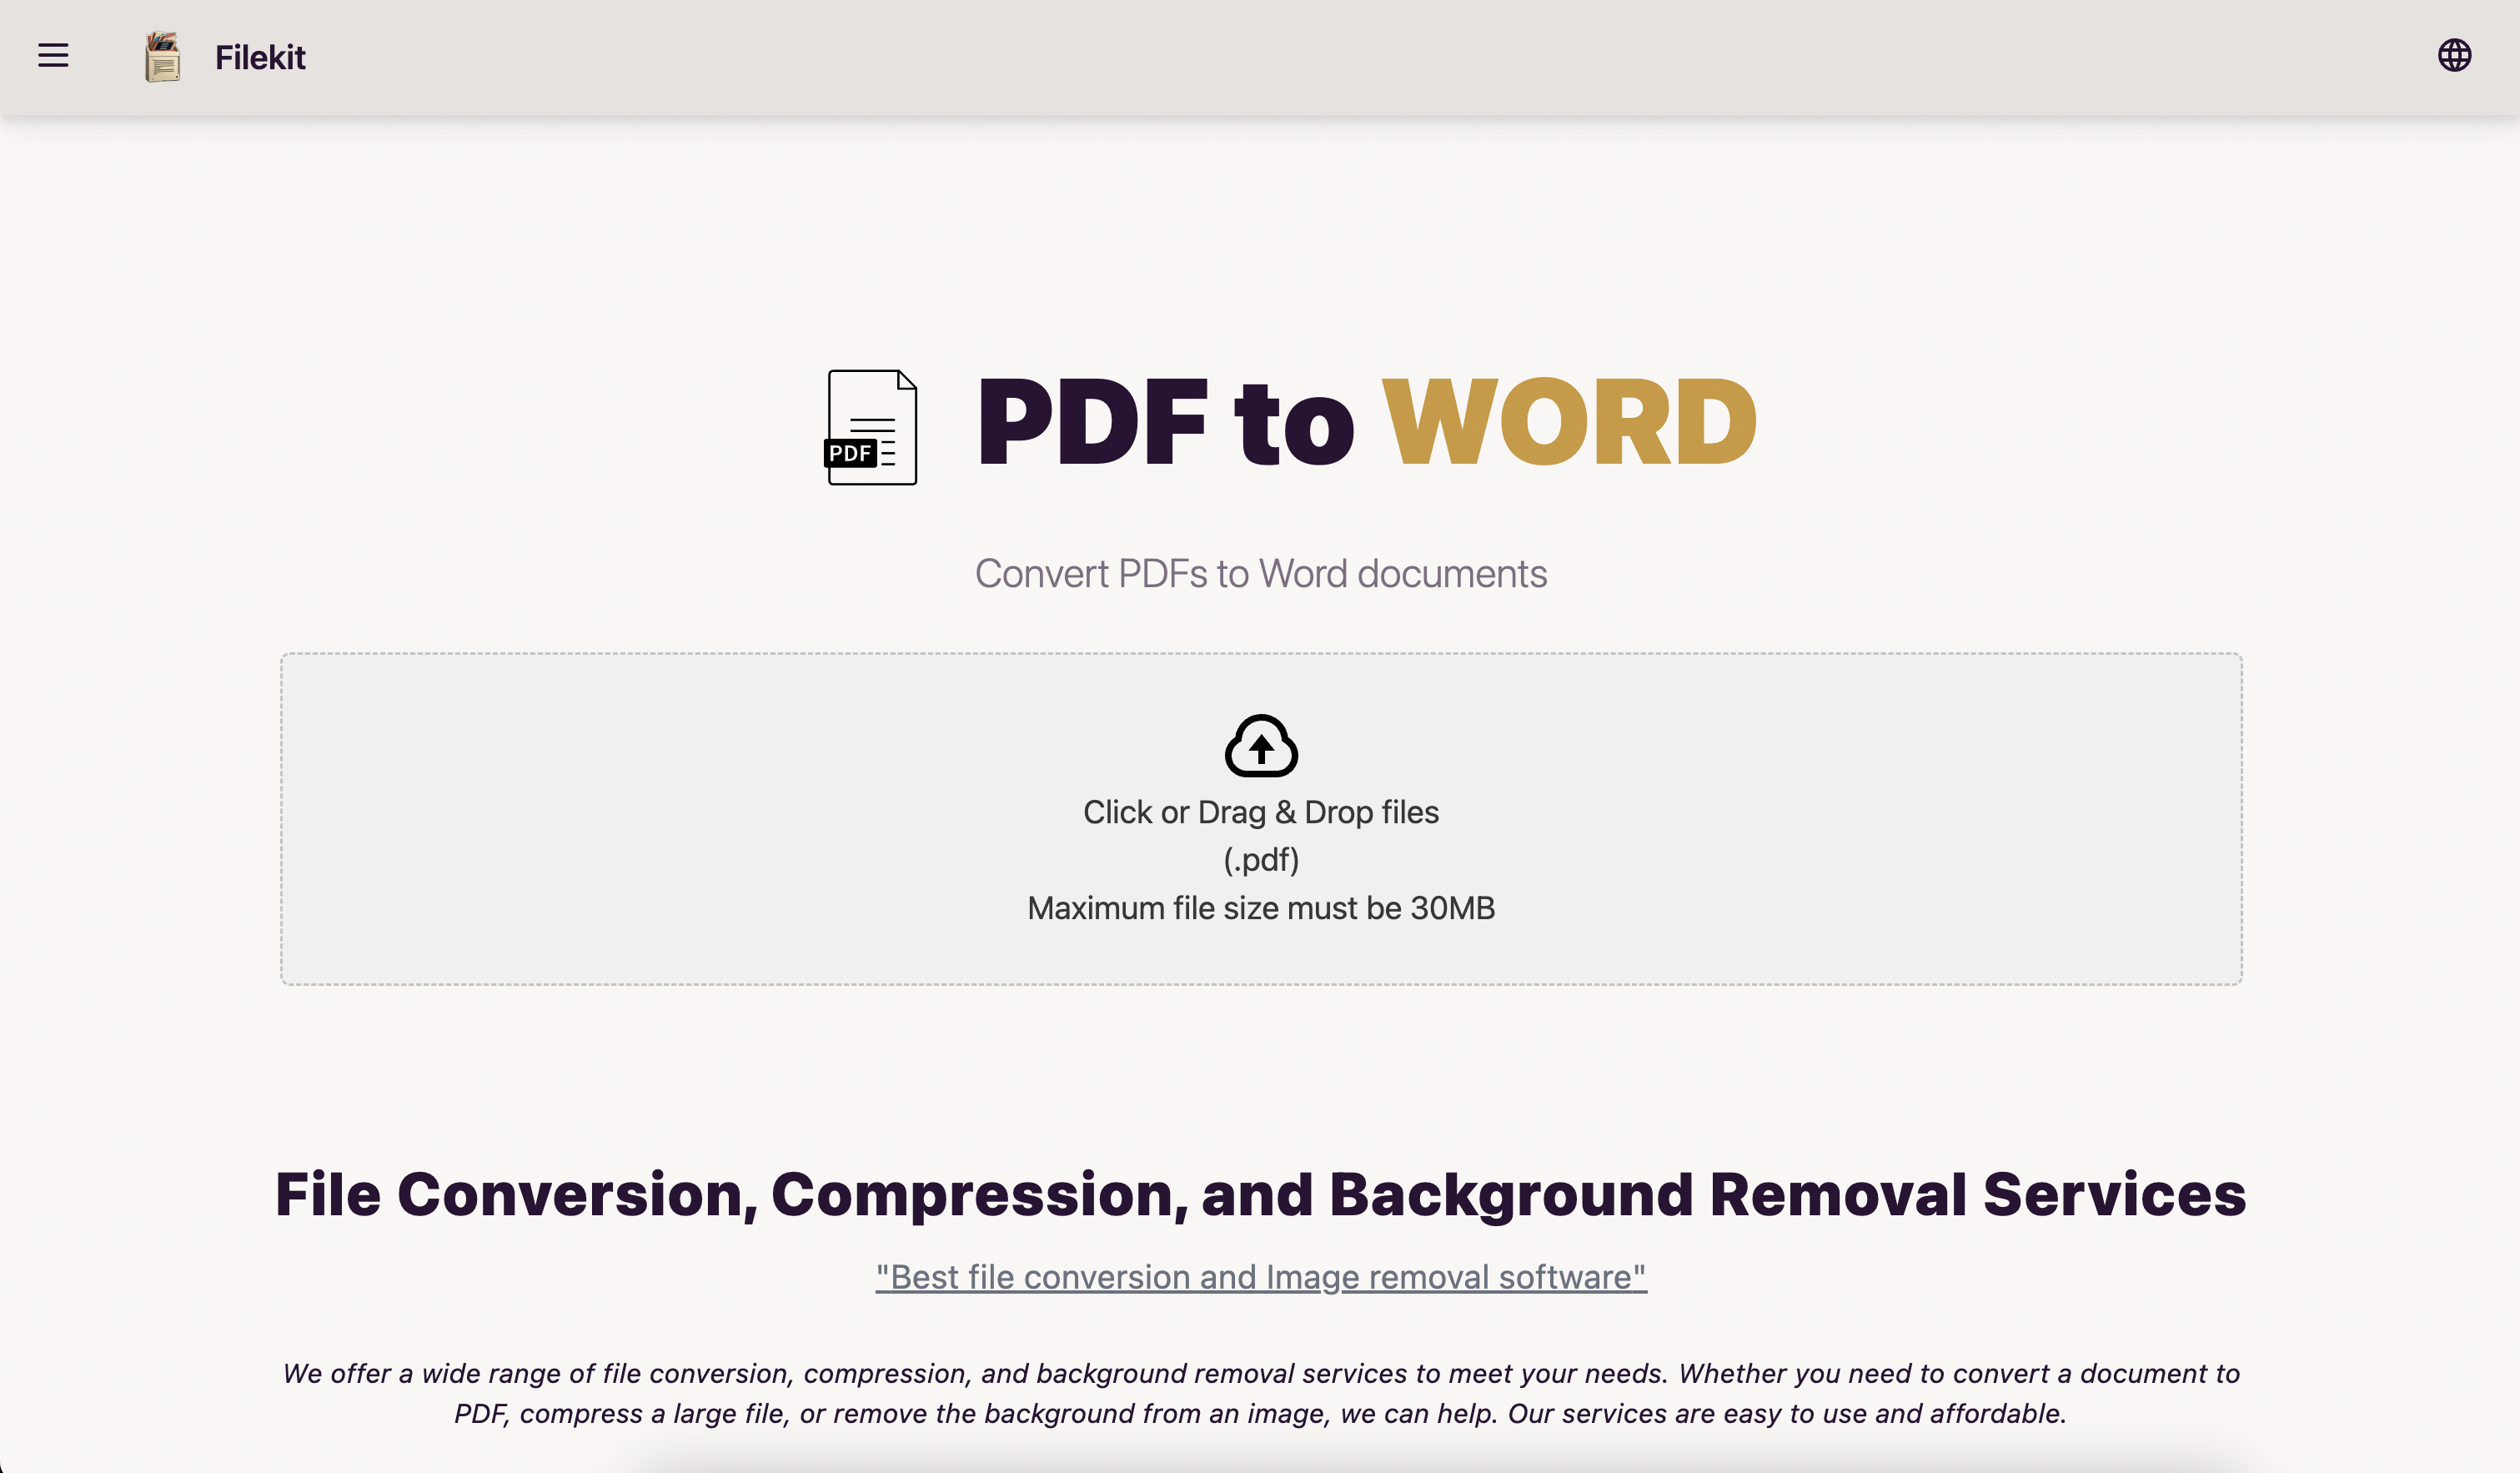 Filekit
PDF to WORD
PDF
Convert PDFs to Word documents
Click or Drag & Drop files
(.pdf)
Maximum file size must be 30MB
File Conversion, Compression, and Background Removal Services
"Best file conversion and Image removal software"
We offer a wide range of file conversion, compression, and background removal services to meet your needs. Whether you need to convert a document to
PDF, compress a large file, or remove the background from an image, we can help. Our services are easy to use and affordable.